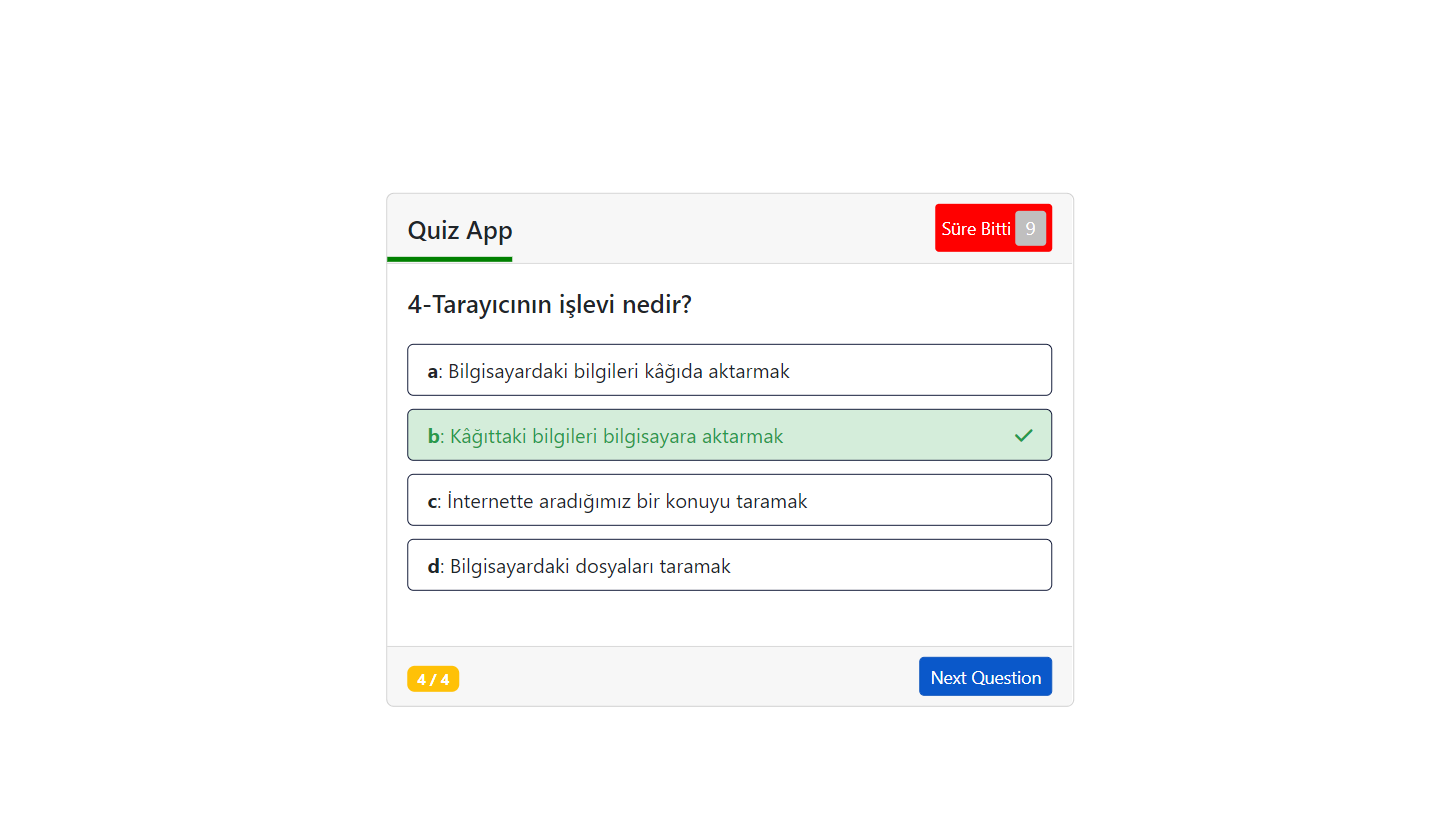 Quiz App
Süre Bitti 9
4-Tarayıcının işlevi nedir?
a: Bilgisayardaki bilgileri kâğıda aktarmak
b: Kâğıttaki bilgileri bilgisayara aktarmak
c: İnternette aradığımız bir konuyu taramak
d: Bilgisayardaki dosyaları taramak
4 / 4
Next Question